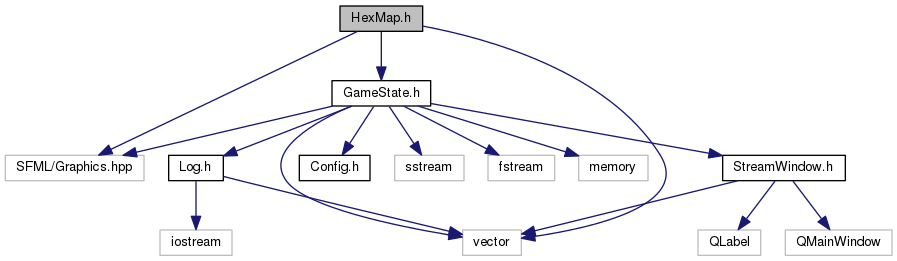 HexMap.h
GameState.h
SFML/Graphics.hpp
Log.h
Config.h
sstream
fstream
memory
StreamWindow.h
iostream
vector
QLabel
QMainWindow